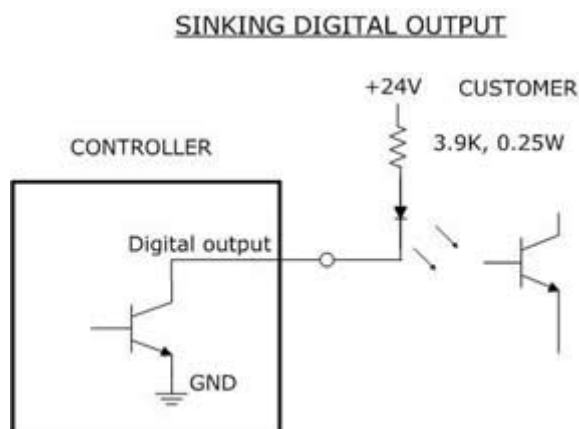 SINKING DIGITAL OUTPUT
+24V CUSTOMER
3.9K, 0.25W
CONTROLLER
Digital output
GND